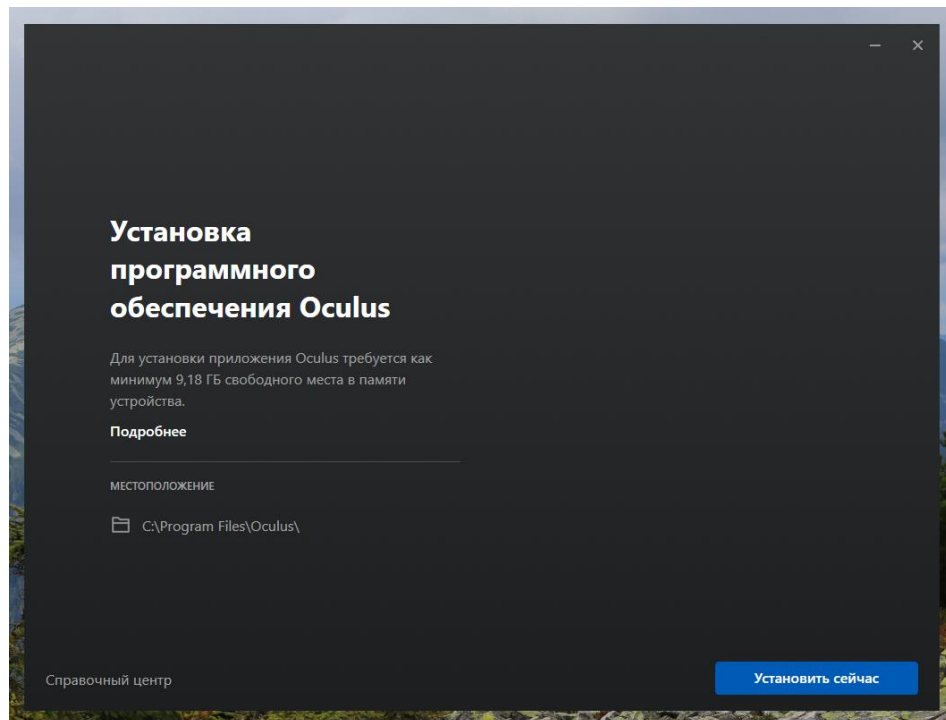 Установка
программного
обеспечения Oculus
Для установки приложения Oculus требуется как
минимум 9,18 ГБ свободного места в памяти
устройства.
Подробнее
МЕСТОПОЛОЖЕНИЕ
C:\Program Files\Oculus\
Справочный центр
Установить сейчас